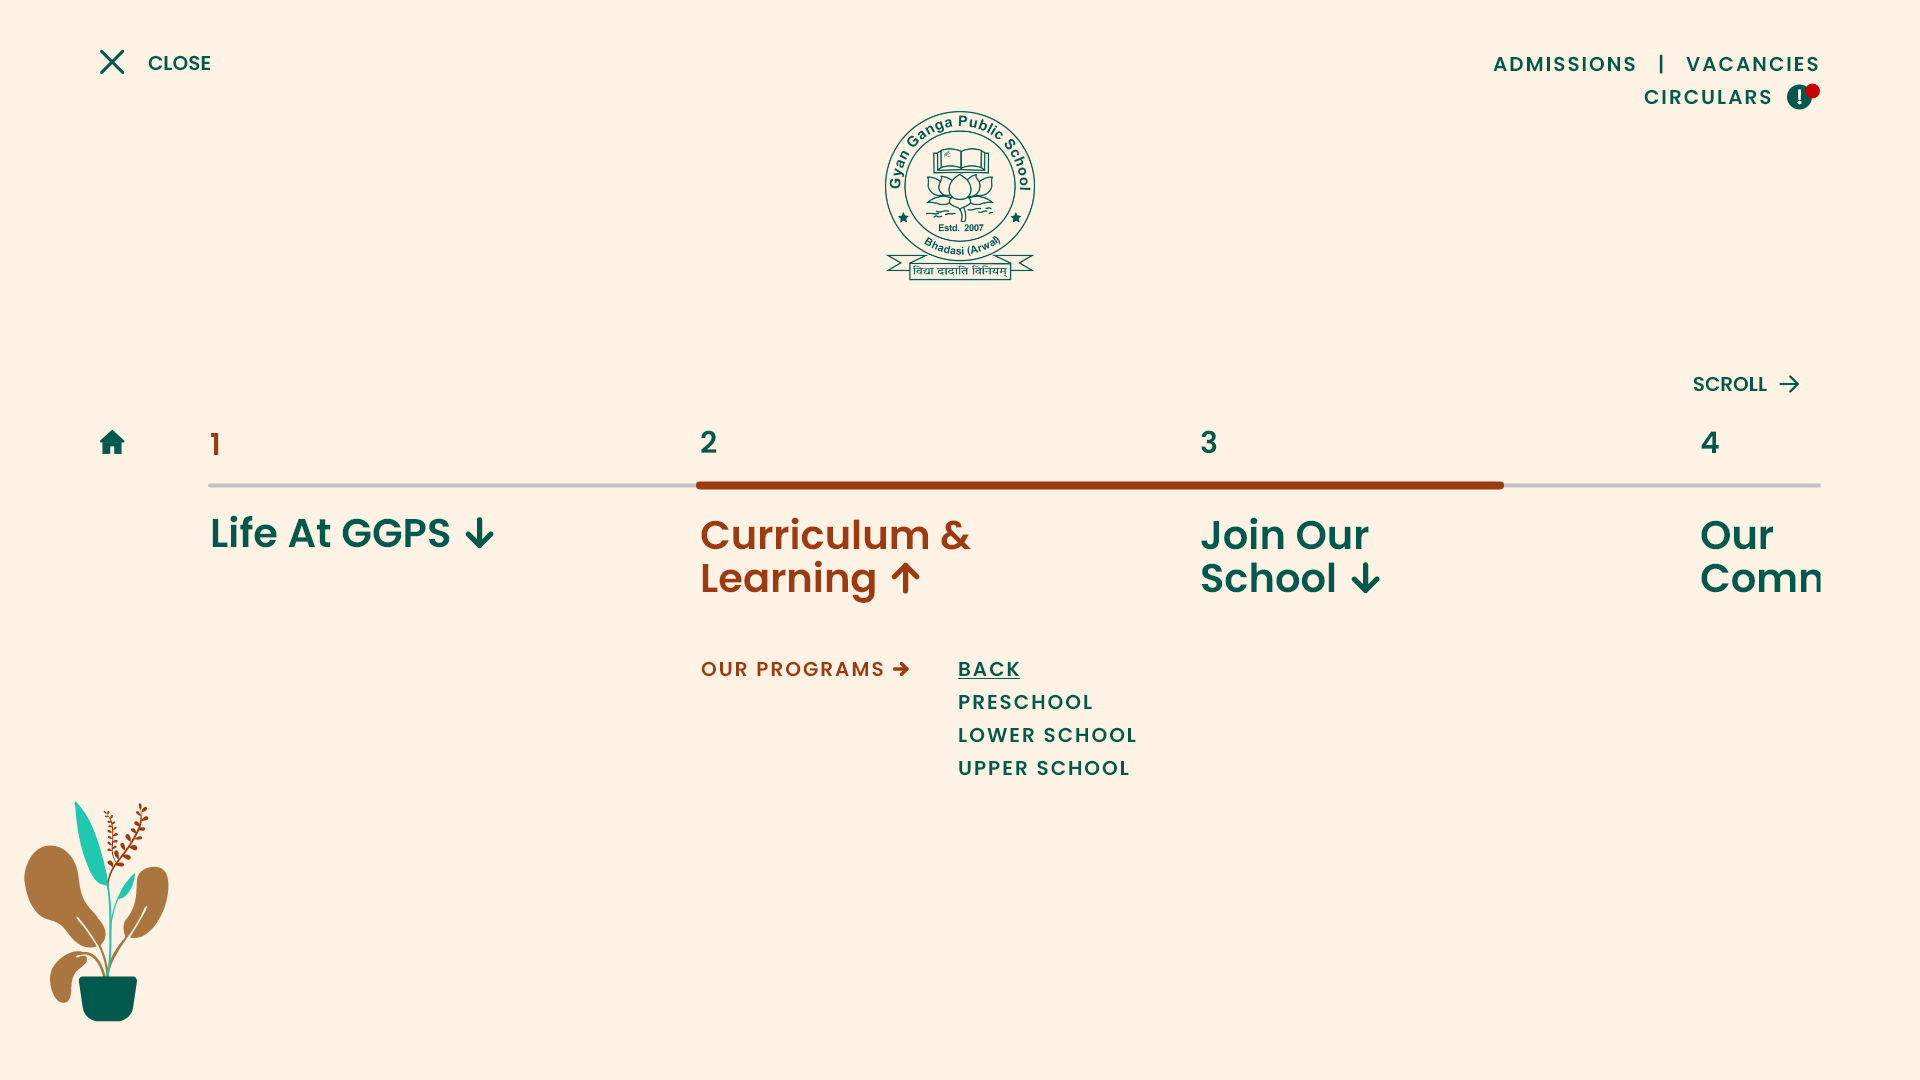 CLOSE
ADMISSIONS | VACANCIES
CIRCULARS !
Gyan Ganga Public School
Estd. 2007
Bhadasi (Arwal)
विद्या दादाति विनियम्
SCROLL →
1
2
3
4
Life At GGPS ↓
Curriculum &
Learning ↑
Join Our
School ↓
Our
Comn
OUR PROGRAMS →
BACK
PRESCHOOL
LOWER SCHOOL
UPPER SCHOOL